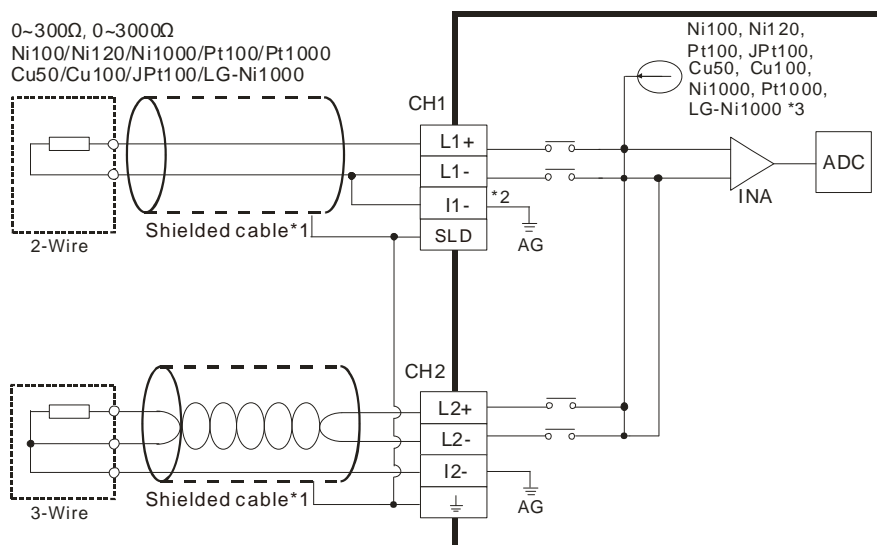 0~300Ω, 0~3000Ω
Ni100/Ni120/Ni1000/Pt100/Pt1000
Cu50/Cu100/JPt100/LG-Ni1000
Ni100, Ni120,
Pt100, JPt100,
Cu50, Cu100,
Ni1000, Pt1000,
LG-Ni1000 *3
CH1
L1+
L1-
I1-
*2
SLD
AG
INA
ADC
2-Wire
Shielded cable*1
CH2
L2+
L2-
I2-
AG
3-Wire
Shielded cable*1